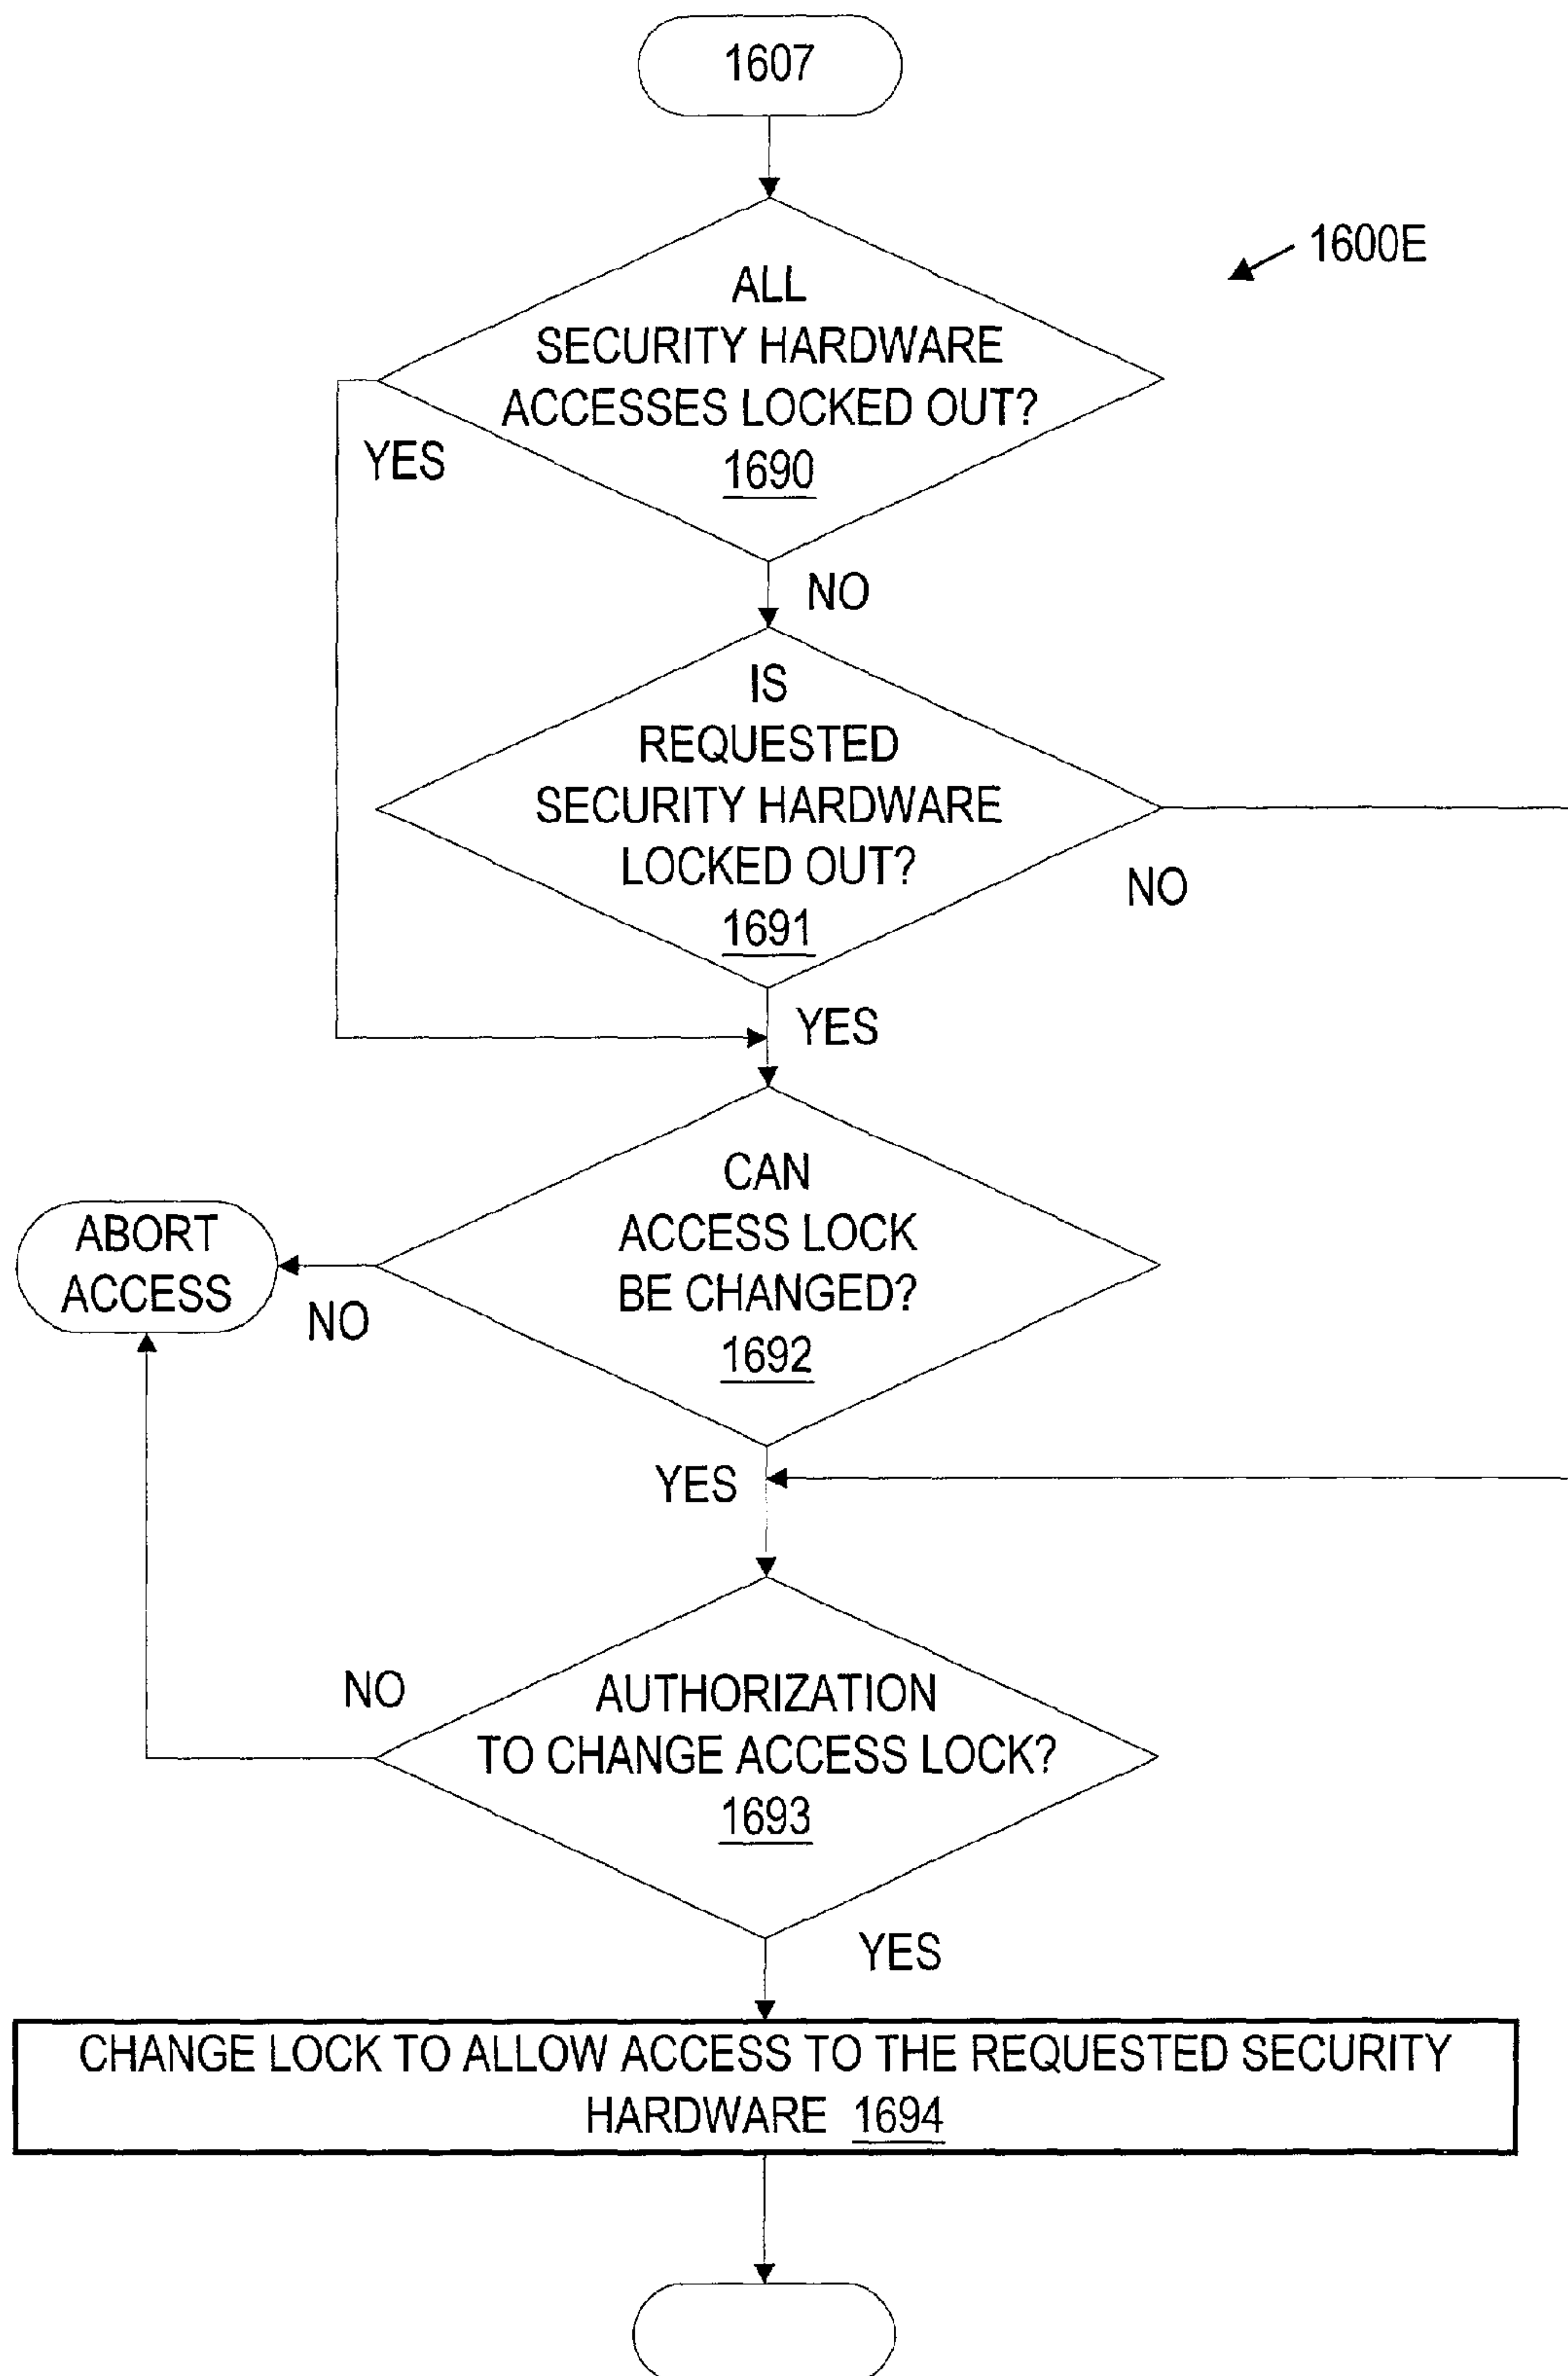 1607
1600E
ALL
SECURITY HARDWARE
ACCESSES LOCKED OUT?
1690
YES
NO
IS
REQUESTED
SECURITY HARDWARE
LOCKED OUT?
1691
NO
YES
CAN
ACCESS LOCK
BE CHANGED?
1692
ABORT
ACCESS
NO
YES
NO
AUTHORIZATION
TO CHANGE ACCESS LOCK?
1693
YES
CHANGE LOCK TO ALLOW ACCESS TO THE REQUESTED SECURITY
HARDWARE 1694